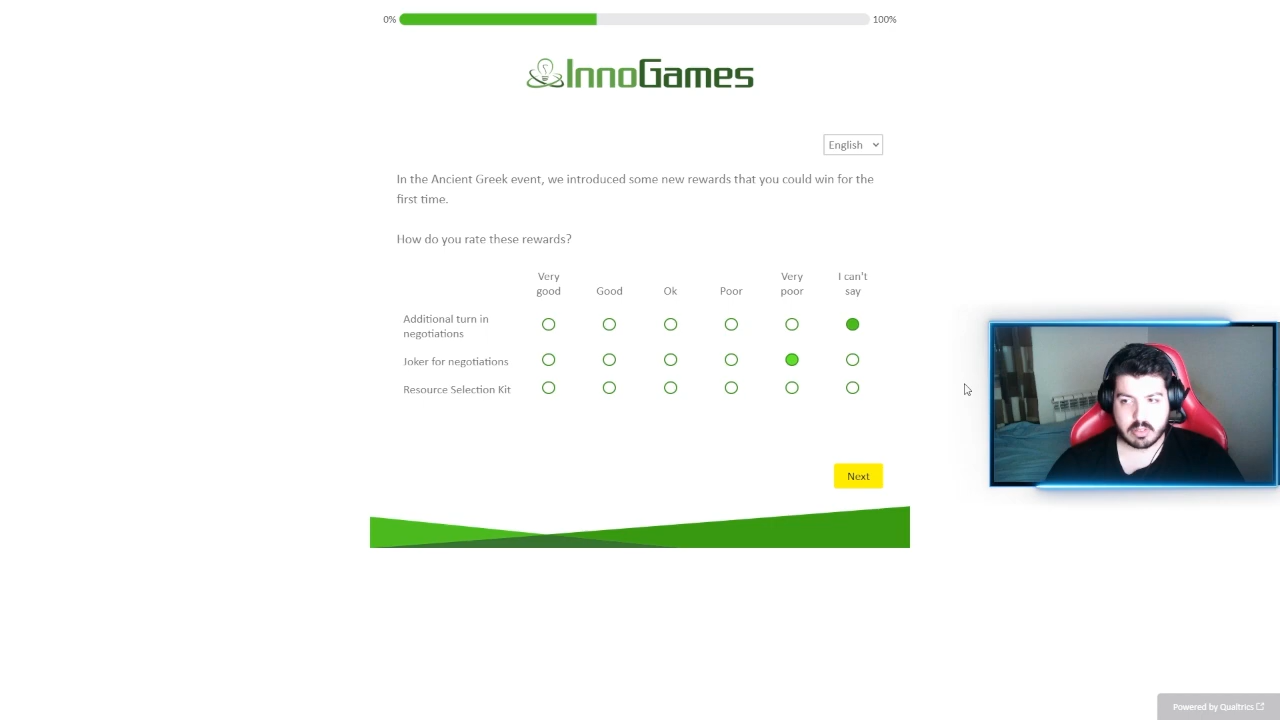 0%
100%
InnoGames
English
In the Ancient Greek event, we introduced some new rewards that you could win for the
first time.
How do you rate these rewards?
Very good
Good
Ok
Poor
Very poor
I can't say
Additional turn in
negotiations
Joker for negotiations
Resource Selection Kit
Next
Powered by Qualtrics